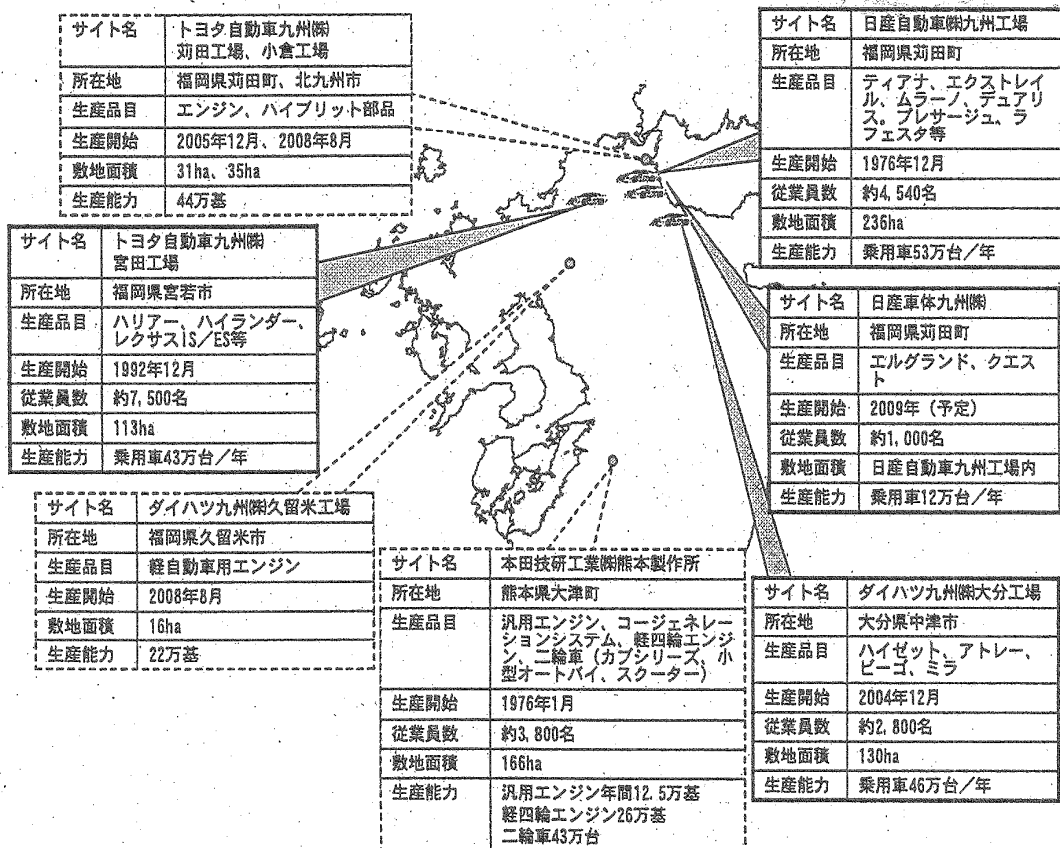 サイト名 トヨタ自動車九州㈱
苅田工場、小倉工場
所在地 福岡県苅田町、北九州市
生産品目 エンジン、ハイブリット部品
生産開始 2005年12月、2008年8月
敷地面積 31ha、35ha
生産能力 44万基
サイト名 日産自動車㈱九州工場
所在地 福岡県苅田町
生産品目 ティアナ、エクストレイ
ル、ムラーノ、デュアリ
ス。プレサージュ、ラ
フェスタ等
生産開始 1976年12月
従業員数 約4,540名
敷地面積 236ha
生産能力 乗用車53万台／年
サイト名 トヨタ自動車九州㈱
宮田工場
所在地 福岡県宮若市
生産品目 ハリアー、ハイランダー、
レクサスIS／ES等
生産開始 1992年12月
従業員数 約7,500名
敷地面積 113ha
生産能力 乗用車43万台／年
サイト名 日産車体九州㈱
所在地 福岡県苅田町
生産品目 エルグランド、クエス
ト
生産開始 2009年（予定）
従業員数 約1,000名
敷地面積 日産自動車九州工場内
生産能力 乗用車12万台／年
サイト名 ダイハツ九州㈱久留米工場
所在地 福岡県久留米市
生産品目 軽自動車用エンジン
生産開始 2008年8月
敷地面積 16ha
生産能力 22万基
サイト名 本田技研工業㈱熊本製作所
所在地 熊本県大津町
生産品目 汎用エンジン、コージェネレー
ションシステム、軽四輪エンジ
ン、二輪車（カブシリーズ、小
型オートバイ、スクーター）
生産開始 1976年1月
従業員数 約3,800名
敷地面積 166ha
生産能力 汎用エンジン年間12.5万基
軽四輪エンジン26万基
二輪車43万台
サイト名 ダイハツ九州㈱大分工場
所在地 大分県中津市
生産品目 ハイゼット、アトレー、
ビーゴ、ミラ
生産開始 2004年12月
従業員数 約2,800名
敷地面積 130ha
生産能力 乗用車46万台／年